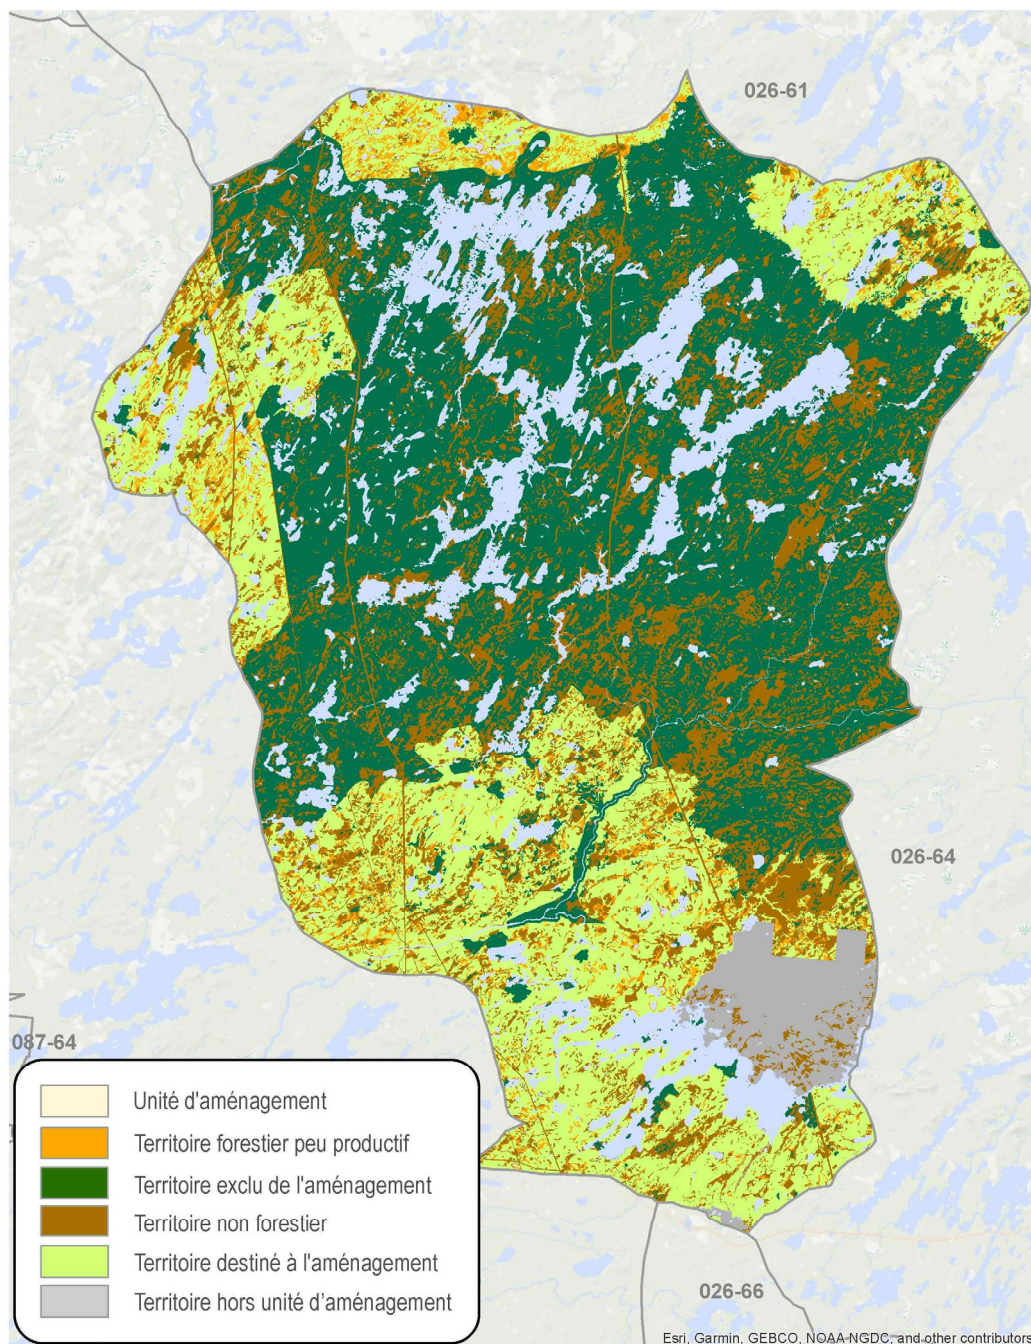 026-61
026-64
087-64
Unité d'aménagement
Territoire forestier peu productif
Territoire exclu de l'aménagement
Territoire non forestier
Territoire destiné à l'aménagement
Territoire hors unité d’aménagement
026-66
Esri, Garmin, GEBCO, NOAA NGDC, and other contributors